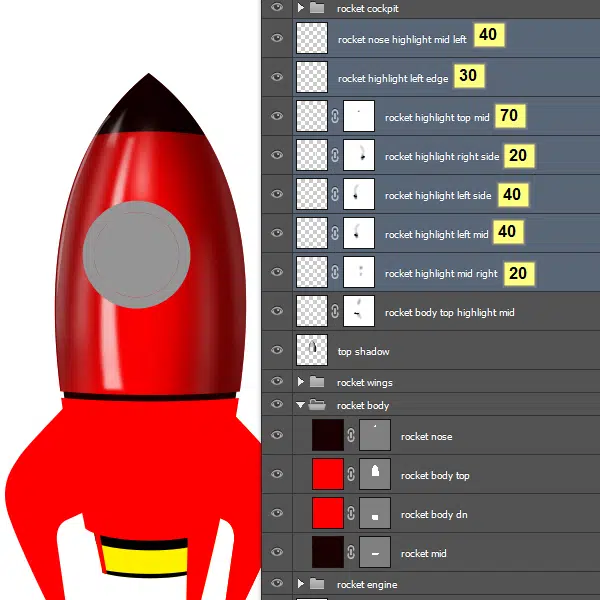 rocket cockpit
rocket nose highlight mid left 40
rocket highlight left edge 30
rocket highlight top mid 70
rocket highlight right side 20
rocket highlight left side 40
rocket highlight left mid 40
rocket highlight mid right 20
rocket body top highlight mid
top shadow
rocket wings
rocket body
rocket nose
rocket body top
rocket body dn
rocket mid
rocket engine